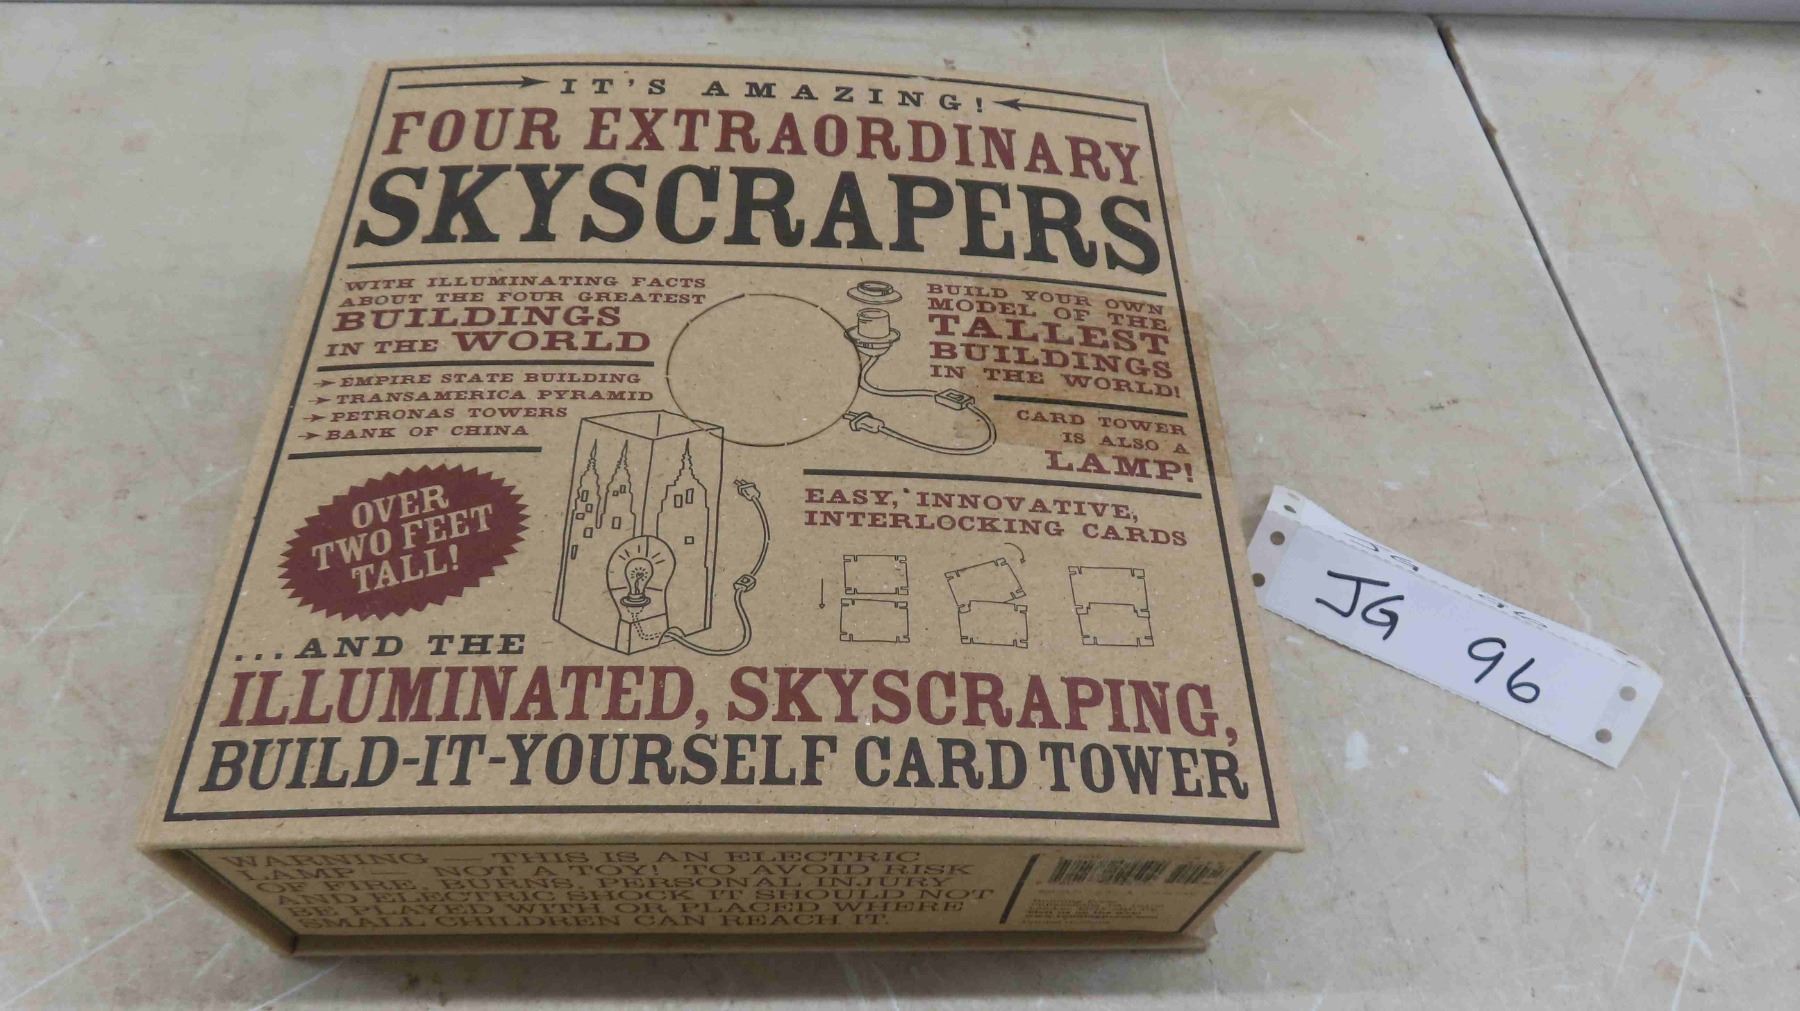 IT'S AMAZING!
FOUR EXTRAORDINARY
SKYSCRAPERS
WITH ILLUMINATING FACTS
ABOUT THE FOUR GREATEST
BUILDINGS
IN THE WORLD
→ EMPIRE STATE BUILDING
→ TRANSAMERICA PYRAMID
→ PETRONAS TOWERS
→ BANK OF CHINA
BUILD YOUR OWN
MODEL OF THE
TALLEST
BUILDINGS
IN THE WORLD!
CARD TOWER
IS ALSO A
LAMP!
EASY, INNOVATIVE,
INTERLOCKING CARDS
OVER
TWO FEET
TALL!
...AND THE
ILLUMINATED, SKYSCRAPING,
BUILD-IT-YOURSELF CARD TOWER
WARNING — THIS IS AN ELECTRIC
LAMP — NOT A TOY! TO AVOID RISK
OF FIRE, BURNS, PERSONAL INJURY
AND ELECTRIC SHOCK IT SHOULD NOT
BE PLAYED WITH OR PLACED WHERE
SMALL CHILDREN CAN REACH IT.
JG 96